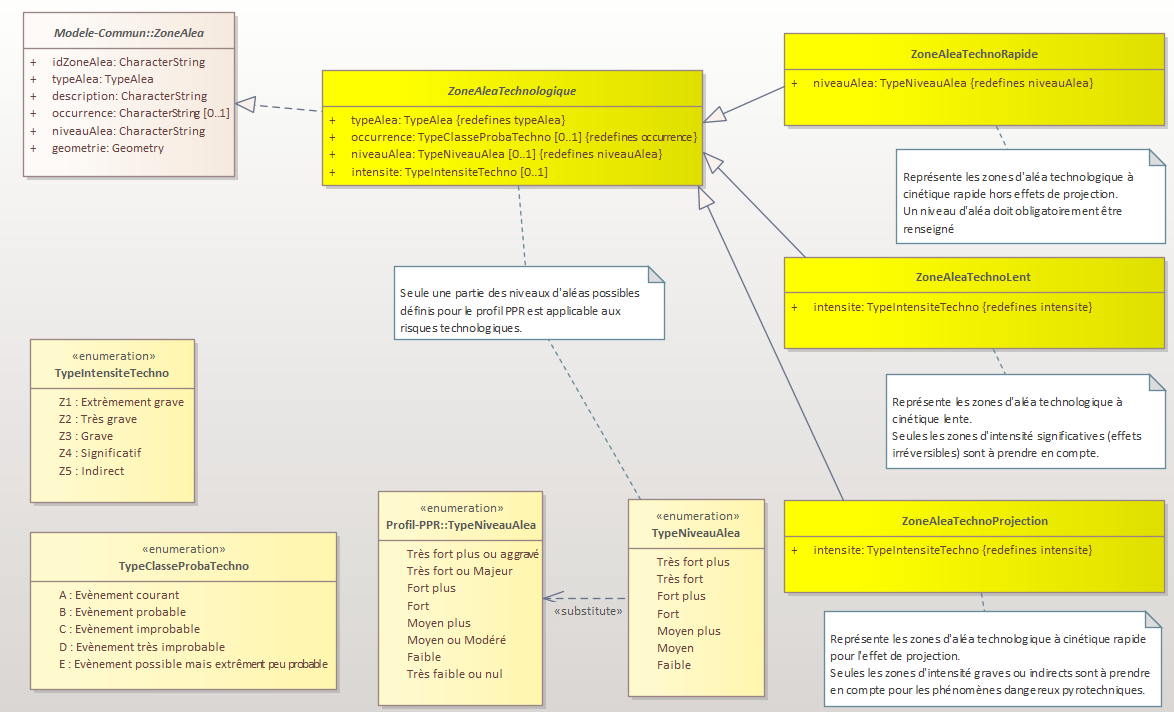 Modele-Commun::ZoneAlea
+ idZoneAlea: CharacterString
+ typeAlea: TypeAlea
+ description: CharacterString
+ occurrence: CharacterString [0..1]
+ niveauAlea: CharacterString
+ geometrie: Geometry
ZoneAleaTechnologique
+ typeAlea: TypeAlea {redefines typeAlea}
+ occurrence: TypeClasseProbaTechno [0..1] {redefines occurrence}
+ niveauAlea: TypeNiveauAlea [0..1] {redefines niveauAlea}
+ intensite: TypeIntensiteTechno [0..1]
ZoneAleaTechnoRapide
+ niveauAlea: TypeNiveauAlea {redefines niveauAlea}
Représente les zones d'aléa technologique à
cinétique rapide hors effets de projection.
Un niveau d'aléa doit obligatoirement être
renseigné
ZoneAleaTechnoLent
+ intensite: TypeIntensiteTechno {redefines intensite}
Seule une partie des niveaux d'aléas possibles
définis pour le profil PPR est applicable aux
risques technologiques.
Représente les zones d'aléa technologique à
cinétique lente.
Seules les zones d'intensité significatives (effets
irréversibles) sont à prendre en compte.
«enumeration»
TypeIntensiteTechno
Z1 : Extrèmement grave
Z2 : Très grave
Z3 : Grave
Z4 : Significatif
Z5 : Indirect
«enumeration»
TypeClasseProbaTechno
A : Evènement courant
B : Evènement probable
C : Evènement improbable
D : Evènement très improbable
E : Evènement possible mais extrêment peu probable
«enumeration»
Profil-PPR::TypeNiveauAlea
Très fort plus ou aggravé
Très fort ou Majeur
Fort plus
Fort
Moyen plus
Moyen ou Modéré
Faible
Très faible ou nul
«substitute»
«enumeration»
TypeNiveauAlea
Très fort plus
Très fort
Fort plus
Fort
Moyen plus
Moyen
Faible
ZoneAleaTechnoProjection
+ intensite: TypeIntensiteTechno {redefines intensite}
Représente les zones d'aléa technologique à cinétique rapide
pour l'effet de projection.
Seules les zones d'intensité graves ou indirects sont à prendre
en compte pour les phénomènes dangereux pyrotechniques.